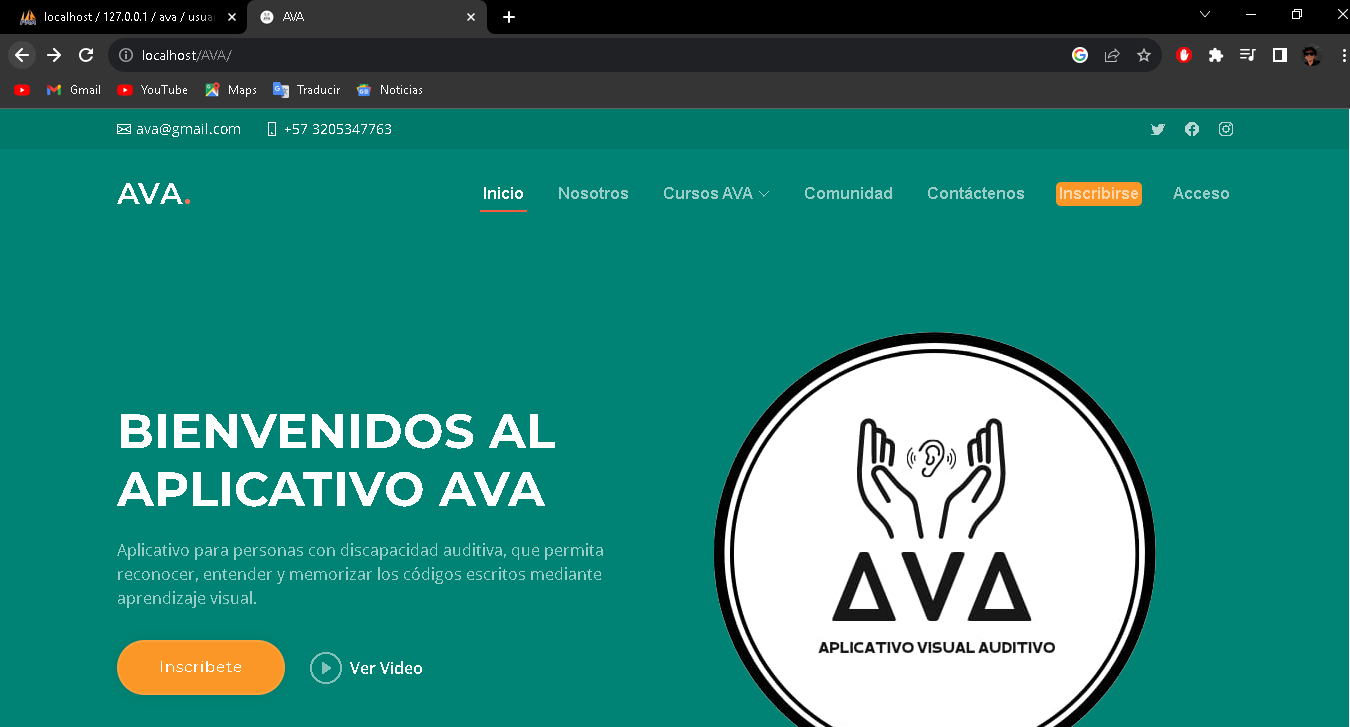 localhost / 127.0.0.1 / ava / usua
AVA
localhost/AVA/
Gmail
YouTube
Maps
Traducir
Noticias
ava@gmail.com
+57 3205347763
AVA.
Inicio
Nosotros
Cursos AVA
Comunidad
Contáctenos
Inscribirse
Acceso
BIENVENIDOS AL
APLICATIVO AVA
Aplicativo para personas con discapacidad auditiva, que permita
reconocer, entender y memorizar los códigos escritos mediante
aprendizaje visual.
Inscribete
Ver Video
AVA
APLICATIVO VISUAL AUDITIVO